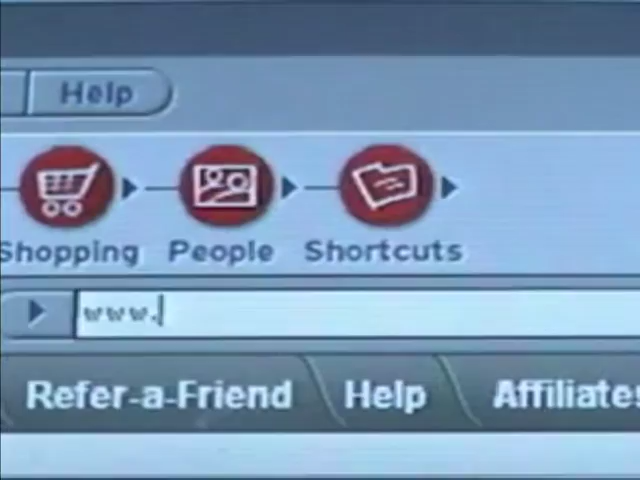 Help
Shopping People Shortcuts
www.
Refer-a-Friend Help Affiliates